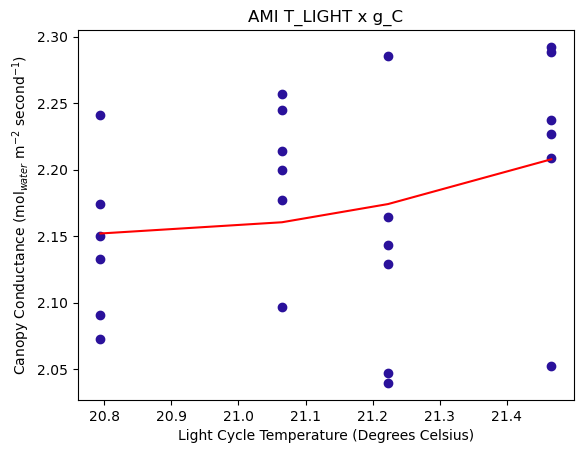 AMI T_LIGHT x g_C
2.30
2.25
2.20
2.15
2.10
2.05
Canopy Conductance (mol_water m⁻² second⁻¹)
20.8 20.9 21.0 21.1 21.2 21.3 21.4
Light Cycle Temperature (Degrees Celsius)